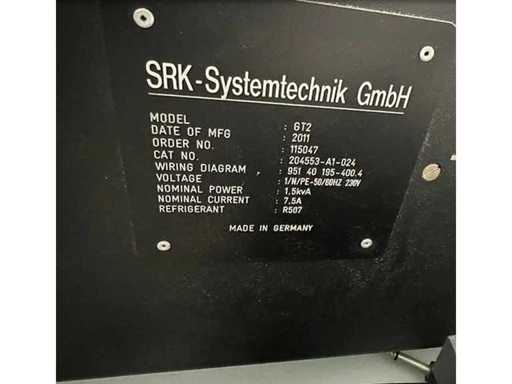 SRK-Systemtechnik GmbH
MODEL : GT2
DATE OF MFG : 2011
ORDER NO. : 115047
CAT NO. : 204553-A1-024
WIRING DIAGRAM : 951 40 195-400.4
VOLTAGE : 1/N/PE-50/60HZ 230V
NOMINAL POWER : 1,5kvA
NOMINAL CURRENT : 7.5A
REFRIGERANT : R507
MADE IN GERMANY